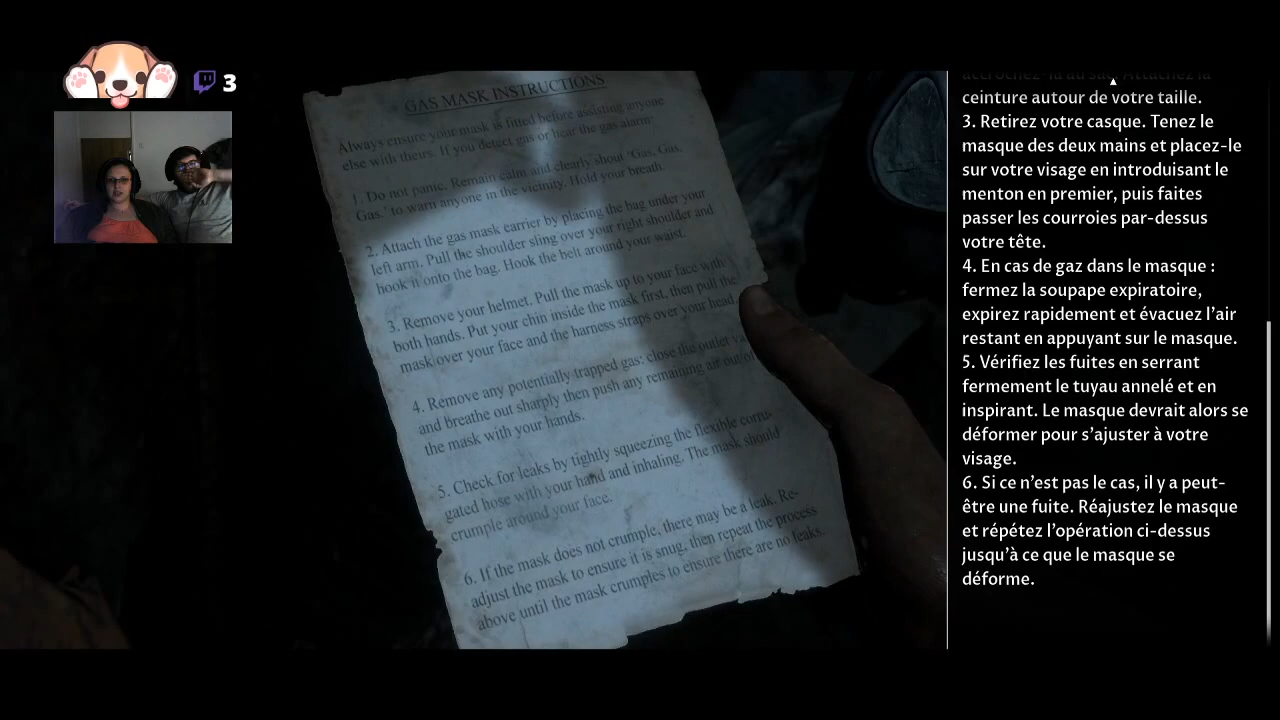 3
GAS MASK INSTRUCTIONS
Always ensure your mask is fitted before assisting anyone
else with theirs. If you detect gas or hear the gas alarm:
1. Do not panic. Remain calm and clearly shout "Gas, Gas,
Gas." to warn anyone in the vicinity. Hold your breath.
2. Attach the gas mask carrier by placing the bag under your
left arm. Pull the shoulder sling over your right shoulder and
hook it onto the bag. Hook the belt around your waist.
3. Remove your helmet. Pull the mask up to your face with
both hands. Put your chin inside the mask first, then pull the
mask over your face and the harness straps over your head.
4. Remove any potentially trapped gas: close the outlet
and breathe out sharply then push any remaining air out of
the mask with your hands.
5. Check for leaks by tightly squeezing the flexible corru-
gated hose with your hand and inhaling. The mask should
crumple around your face.
6. If the mask does not crumple, there may be a leak. Re-
adjust the mask to ensure it is snug, then repeat the process
above until the mask crumples to ensure there are no leaks.
accrochez-la au sac. Attachez la
ceinture autour de votre taille.
3. Retirez votre casque. Tenez le
masque des deux mains et placez-le
sur votre visage en introduisant le
menton en premier, puis faites
passer les courroies par-dessus
votre tête.
4. En cas de gaz dans le masque :
fermez la soupape expiratoire,
expirez rapidement et évacuez l'air
restant en appuyant sur le masque.
5. Vérifiez les fuites en serrant
fermement le tuyau annelé et en
inspirant. Le masque devrait alors se
déformer pour s'ajuster à votre
visage.
6. Si ce n'est pas le cas, il y a peut-
être une fuite. Réajustez le masque
et répétez l'opération ci-dessus
jusqu'à ce que le masque se
déforme.